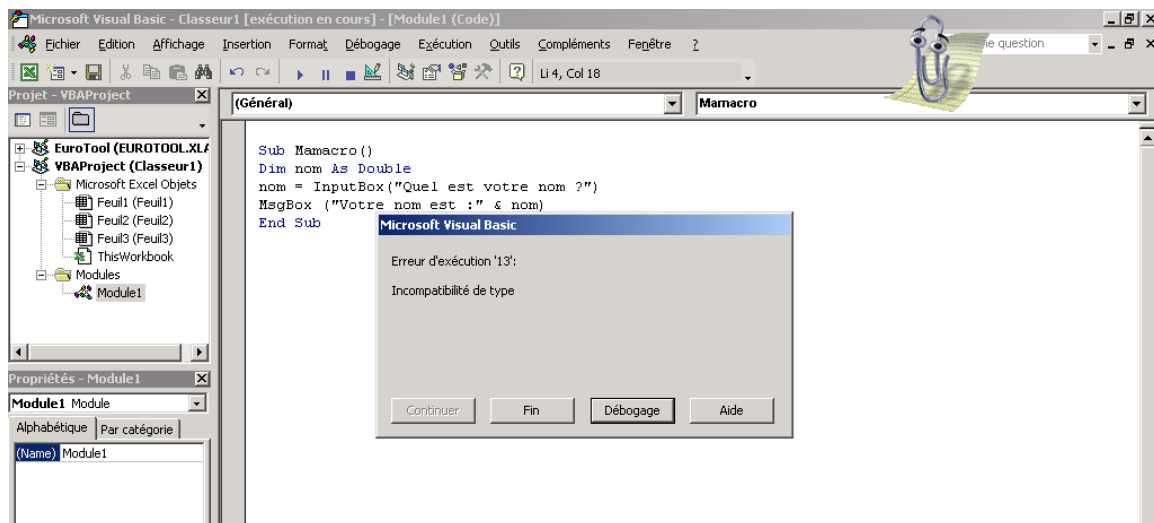 Microsoft Visual Basic - Classeur1 [exécution en cours] - [Module1 (Code)]
Fichier Edition Affichage Insertion Format Débogage Exécution Outils Compléments Fenêtre ?
ne question
Li 4, Col 18
Projet - VBAProject
(Général)
Mamacro
EuroTool (EUROTOOL.XLA
VBAProject (Classeur1)
Microsoft Excel Objets
Feuil1 (Feuil1)
Feuil2 (Feuil2)
Feuil3 (Feuil3)
ThisWorkbook
Modules
Module1
Sub Mamacro()
Dim nom As Double
nom = InputBox("Quel est votre nom ?")
MsgBox ("Votre nom est :" & nom)
End Sub
Microsoft Visual Basic
Erreur d'exécution '13':
Incompatibilité de type
Continuer Fin Débogage Aide
Propriétés - Module1
Module1 Module
Alphabétique Par catégorie
(Name) Module1